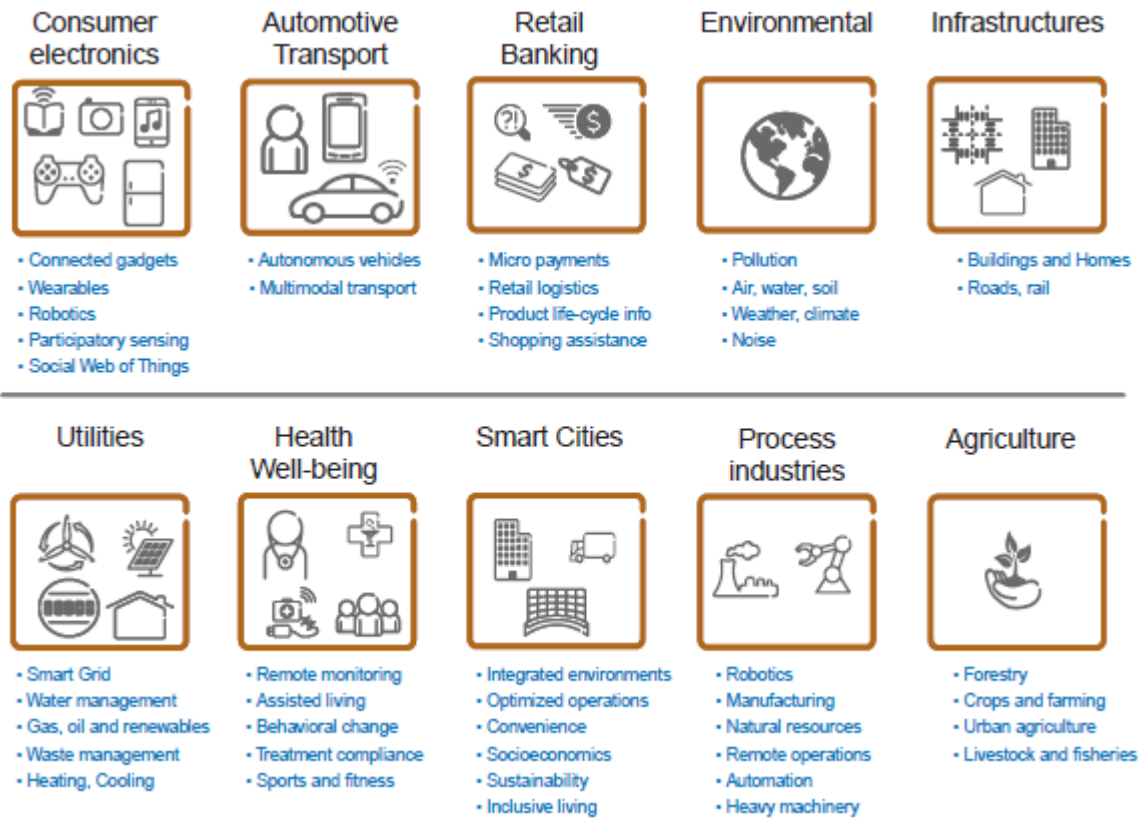 Consumer
electronics
Automotive
Transport
Retail
Banking
Environmental
Infrastructures
?!
$
$
$
• Connected gadgets
• Wearables
• Robotics
• Participatory sensing
• Social Web of Things
• Autonomous vehicles
• Multimodal transport
• Micro payments
• Retail logistics
• Product life-cycle info
• Shopping assistance
• Pollution
• Air, water, soil
• Weather, climate
• Noise
• Buildings and Homes
• Roads, rail
Utilities
Health
Well-being
Smart Cities
Process
industries
Agriculture
• Smart Grid
• Water management
• Gas, oil and renewables
• Waste management
• Heating, Cooling
• Remote monitoring
• Assisted living
• Behavioral change
• Treatment compliance
• Sports and fitness
• Integrated environments
• Optimized operations
• Convenience
• Socioeconomics
• Sustainability
• Inclusive living
• Robotics
• Manufacturing
• Natural resources
• Remote operations
• Automation
• Heavy machinery
• Forestry
• Crops and farming
• Urban agriculture
• Livestock and fisheries